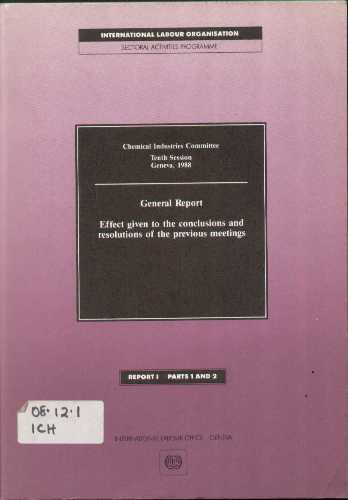 INTERNATIONAL LABOUR ORGANISATION
SECTORAL ACTIVITIES PROGRAMME
Chemical Industries Committee
Tenth Session
Geneva, 1988
General Report
Effect given to the conclusions and
resolutions of the previous meetings
REPORT I PARTS 1 AND 2
08.12.1
ICH
INTERNATIONAL LABOUR OFFICE GENEVA